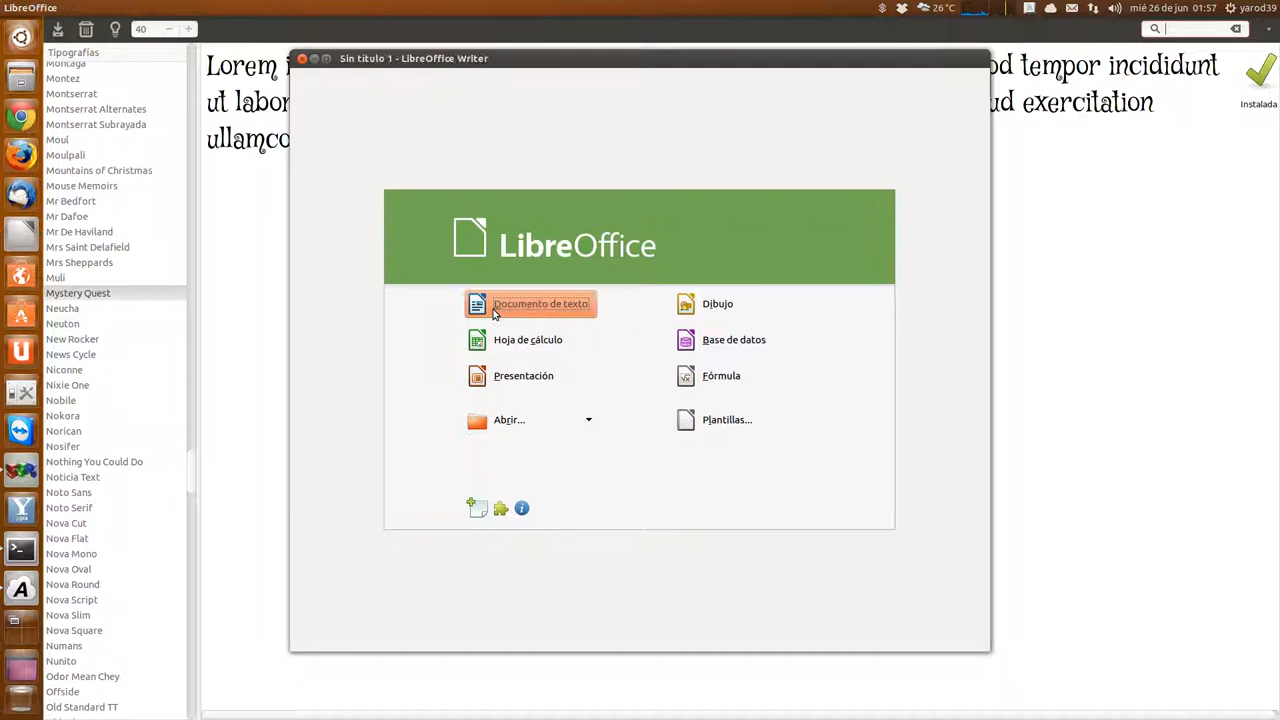 LibreOffice
26 °C
mié 26 de jun 01:57
yarod39
40
Tipografías
Instalada
Montaga
Montez
Montserrat
Montserrat Alternates
Montserrat Subrayada
Moul
Moulpali
Mountains of Christmas
Mouse Memoirs
Mr Bedfort
Mr Dafoe
Mr De Haviland
Mrs Saint Delafield
Mrs Sheppards
Muli
Mystery Quest
Neucha
Neuton
New Rocker
News Cycle
Niconne
Nixie One
Nobile
Nokora
Norican
Nosifer
Nothing You Could Do
Noticia Text
Noto Sans
Noto Serif
Nova Cut
Nova Flat
Nova Mono
Nova Oval
Nova Round
Nova Script
Nova Slim
Nova Square
Numans
Nunito
Odor Mean Chey
Offside
Old Standard TT
Lorem od tempor incididunt
ut labor ud exercitation
ullamco
Sin título 1 - LibreOffice Writer
LibreOffice
Documento de texto
Dibujo
Hoja de cálculo
Base de datos
Presentación
Fórmula
Abrir...
Plantillas...